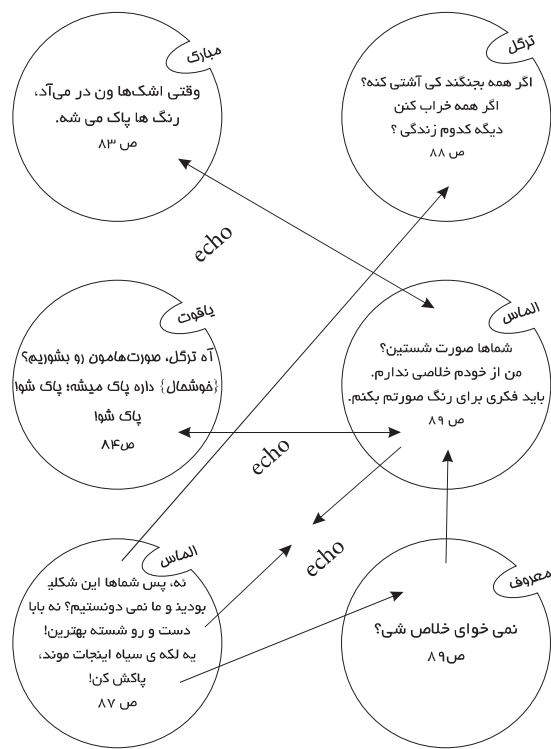 ترگل
اگر همه بجنگند کی آشتی کنه؟
اگر همه خراب کنن
دیگه کدوم زندگی ؟
ص ۸۸
مبارک
وقتی اشک‌ها ون در می‌آد،
رنگ ها پاک می شه.
ص ۸۳
echo
الماس
شماها صورت شستین؟
من از خودم خلاصی ندارم.
باید فکری برای رنگ صورتم بکنم.
ص ۸۹
یاقوت
آه ترگل، صورت‌هامون رو بشوریم؟
{خوشحال} داره پاک میشه؛ پاک شو!
پاک شو!
ص۸۴
echo
echo
معروف
نمی خوای خلاص شی؟
ص۸۹
الماس
نه، پس شماها این شکلی
بودینو ما نمی دونستیم؟ نه بابا
دست و رو شسته بهترین!
یه لکه ی سیاه اینجات موند،
پاکش کن!
ص ۸۷